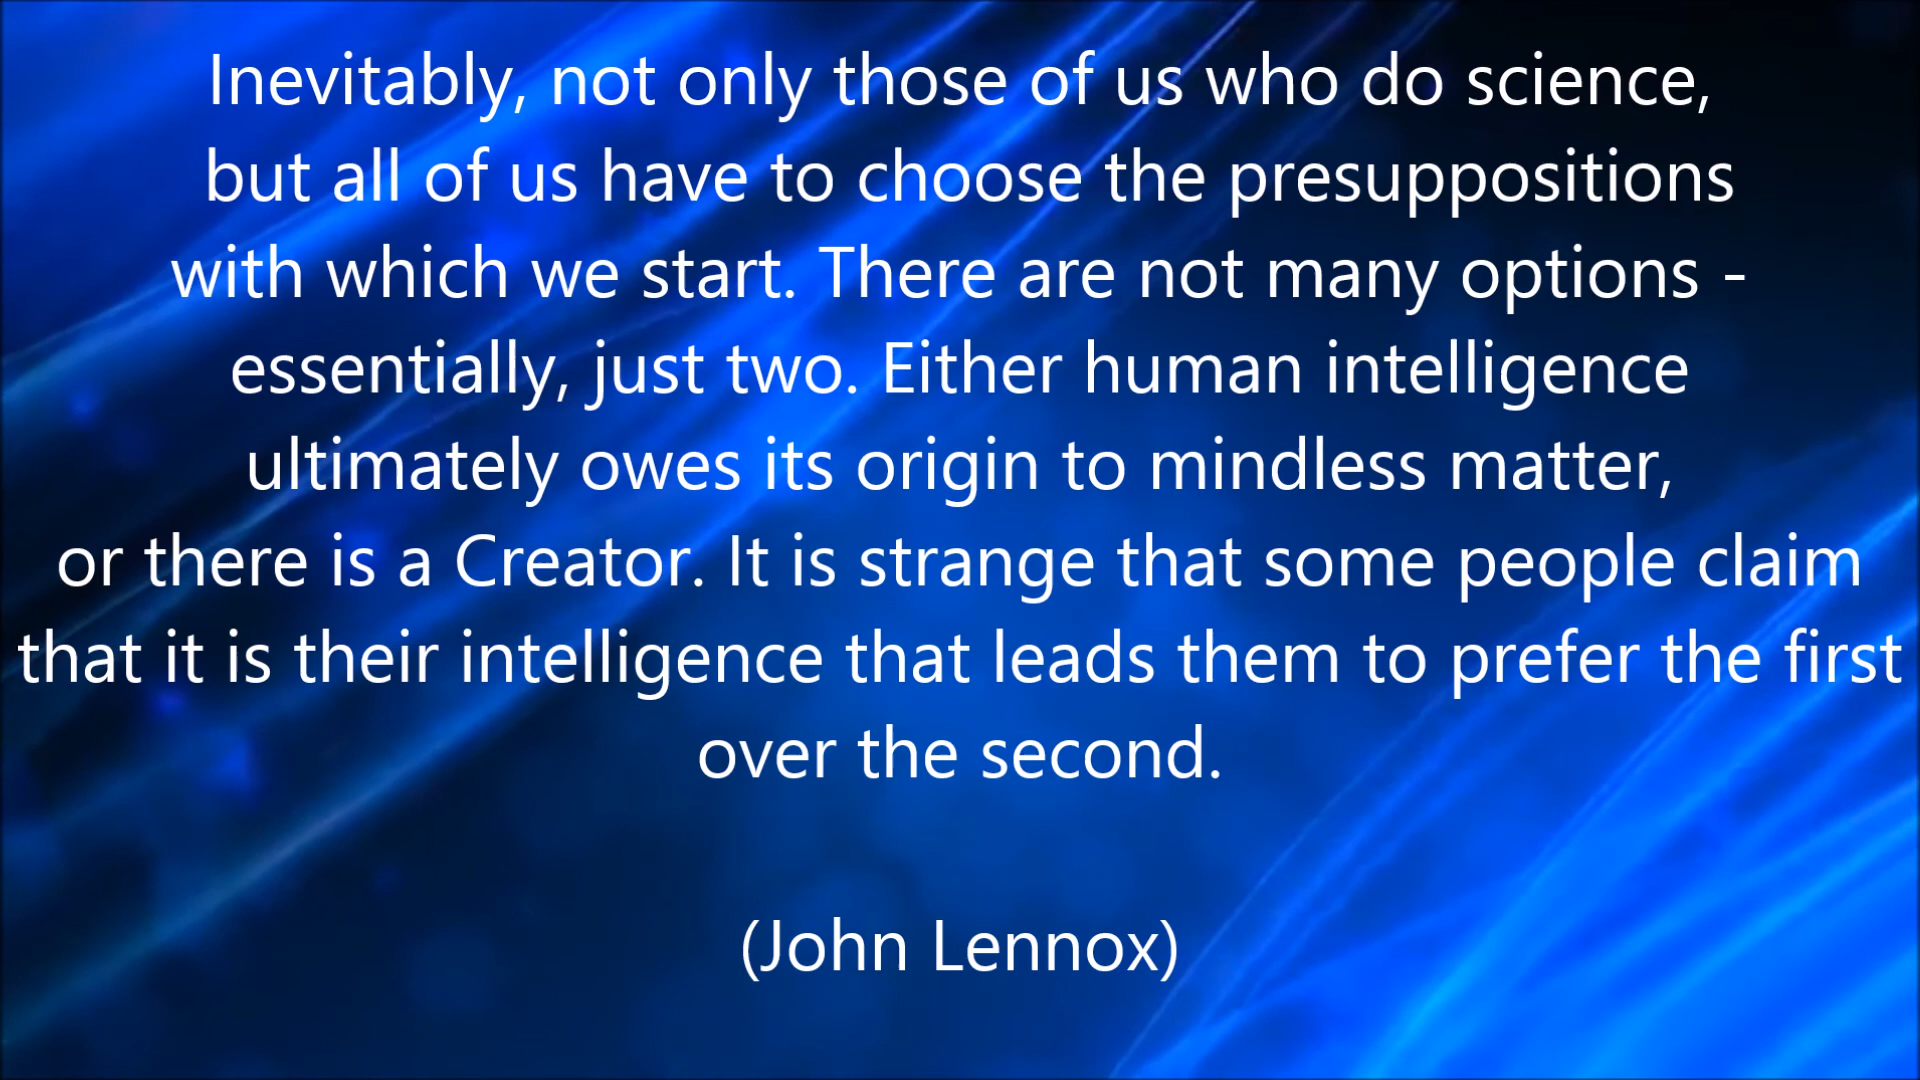 Inevitably, not only those of us who do science,
but all of us have to choose the presuppositions
with which we start. There are not many options -
essentially, just two. Either human intelligence
ultimately owes its origin to mindless matter,
or there is a Creator. It is strange that some people claim
that it is their intelligence that leads them to prefer the first
over the second.
(John Lennox)